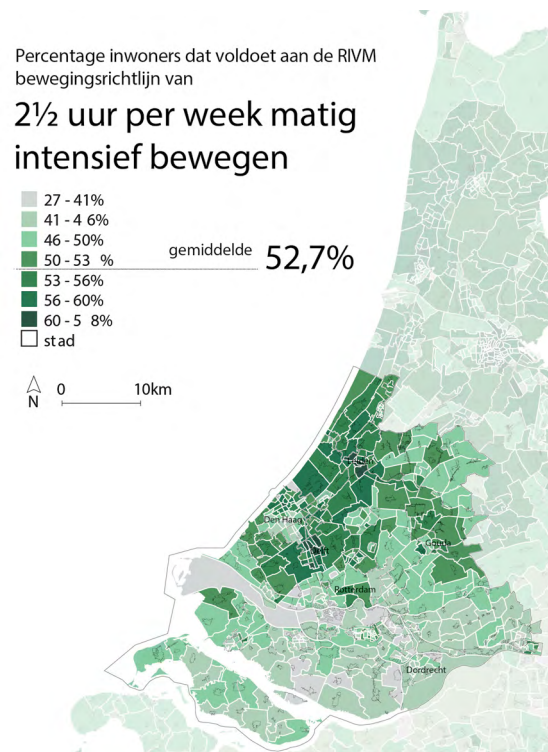 Percentage inwoners dat voldoet aan de RIVM
bewegingsrichtlijn van
2½ uur per week matig
intensief bewegen
27 - 41%
41 - 4 6%
46 - 50%
50 - 53 %
gemiddelde 52,7%
53 - 56%
56 - 60%
60 - 5 8%
stad
0 10km
N
Leiden
Den Haag
Delft
Gouda
Rotterdam
Dordrecht